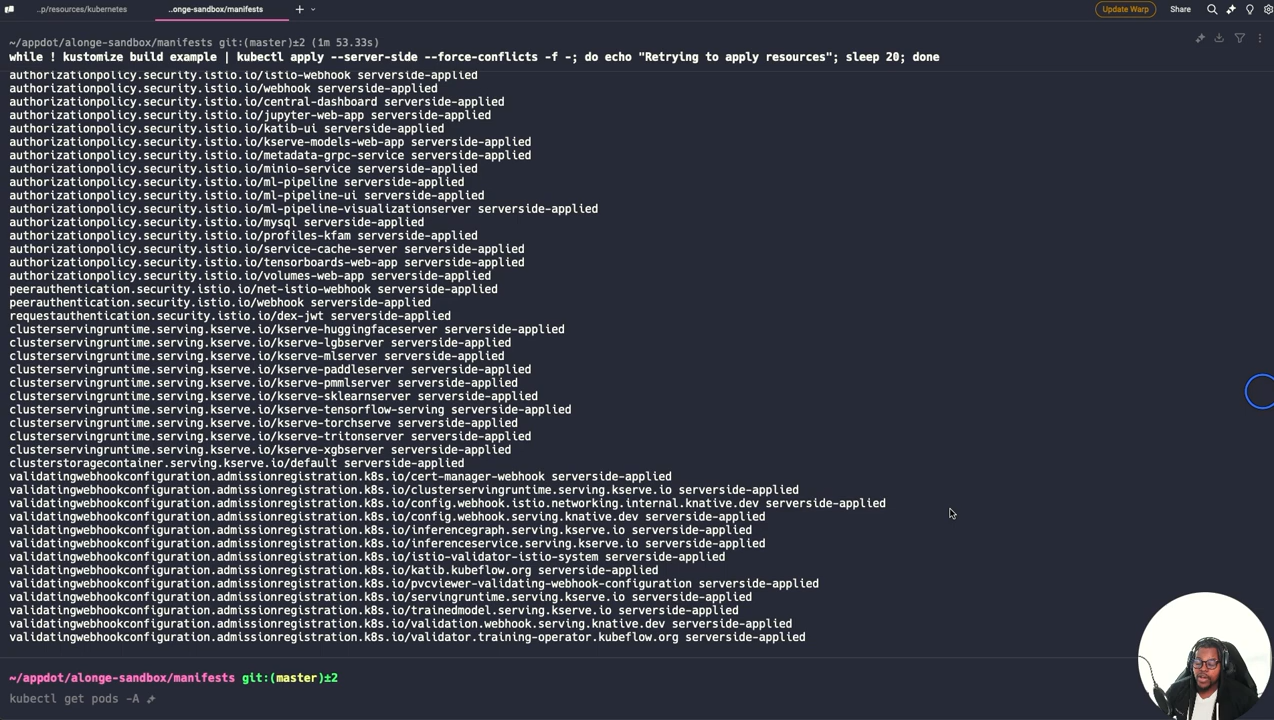 ..p/resources/kubernetes
..onge-sandbox/manifests
Update Warp
Share
~/appdot/alonge-sandbox/manifests git:(master)±2 (1m 53.33s)
while ! kustomize build example | kubectl apply --server-side --force-conflicts -f -; do echo "Retrying to apply resources"; sleep 20; done
authorizationpolicy.security.istio.io/istio-webhook serverside-applied
authorizationpolicy.security.istio.io/webhook serverside-applied
authorizationpolicy.security.istio.io/central-dashboard serverside-applied
authorizationpolicy.security.istio.io/jupyter-web-app serverside-applied
authorizationpolicy.security.istio.io/katib-ui serverside-applied
authorizationpolicy.security.istio.io/kserve-models-web-app serverside-applied
authorizationpolicy.security.istio.io/metadata-grpc-service serverside-applied
authorizationpolicy.security.istio.io/minio-service serverside-applied
authorizationpolicy.security.istio.io/ml-pipeline serverside-applied
authorizationpolicy.security.istio.io/ml-pipeline-ui serverside-applied
authorizationpolicy.security.istio.io/ml-pipeline-visualizationserver serverside-applied
authorizationpolicy.security.istio.io/mysql serverside-applied
authorizationpolicy.security.istio.io/profiles-kfam serverside-applied
authorizationpolicy.security.istio.io/service-cache-server serverside-applied
authorizationpolicy.security.istio.io/tensorboards-web-app serverside-applied
authorizationpolicy.security.istio.io/volumes-web-app serverside-applied
peerauthentication.security.istio.io/net-istio-webhook serverside-applied
peerauthentication.security.istio.io/webhook serverside-applied
requestauthentication.security.istio.io/dex-jwt serverside-applied
clusterservingruntime.serving.kserve.io/kserve-huggingfaceserver serverside-applied
clusterservingruntime.serving.kserve.io/kserve-lgbserver serverside-applied
clusterservingruntime.serving.kserve.io/kserve-mlserver serverside-applied
clusterservingruntime.serving.kserve.io/kserve-paddleserver serverside-applied
clusterservingruntime.serving.kserve.io/kserve-pmmlserver serverside-applied
clusterservingruntime.serving.kserve.io/kserve-sklearnserver serverside-applied
clusterservingruntime.serving.kserve.io/kserve-tensorflow-serving serverside-applied
clusterservingruntime.serving.kserve.io/kserve-torchserve serverside-applied
clusterservingruntime.serving.kserve.io/kserve-tritonserver serverside-applied
clusterservingruntime.serving.kserve.io/kserve-xgbserver serverside-applied
clusterstoragecontainer.serving.kserve.io/default serverside-applied
validatingwebhookconfiguration.admissionregistration.k8s.io/cert-manager-webhook serverside-applied
validatingwebhookconfiguration.admissionregistration.k8s.io/clusterservingruntime.serving.kserve.io serverside-applied
validatingwebhookconfiguration.admissionregistration.k8s.io/config.webhook.istio.networking.internal.knative.dev serverside-applied
validatingwebhookconfiguration.admissionregistration.k8s.io/config.webhook.serving.knative.dev serverside-applied
validatingwebhookconfiguration.admissionregistration.k8s.io/inferencegraph.serving.kserve.io serverside-applied
validatingwebhookconfiguration.admissionregistration.k8s.io/inferenceservice.serving.kserve.io serverside-applied
validatingwebhookconfiguration.admissionregistration.k8s.io/istio-validator-istio-system serverside-applied
validatingwebhookconfiguration.admissionregistration.k8s.io/katib.kubeflow.org serverside-applied
validatingwebhookconfiguration.admissionregistration.k8s.io/pvcviewer-validating-webhook-configuration serverside-applied
validatingwebhookconfiguration.admissionregistration.k8s.io/servingruntime.serving.kserve.io serverside-applied
validatingwebhookconfiguration.admissionregistration.k8s.io/trainedmodel.serving.kserve.io serverside-applied
validatingwebhookconfiguration.admissionregistration.k8s.io/validation.webhook.serving.knative.dev serverside-applied
validatingwebhookconfiguration.admissionregistration.k8s.io/validator.training-operator.kubeflow.org serverside-applied
~/appdot/alonge-sandbox/manifests git:(master)±2
kubectl get pods -A